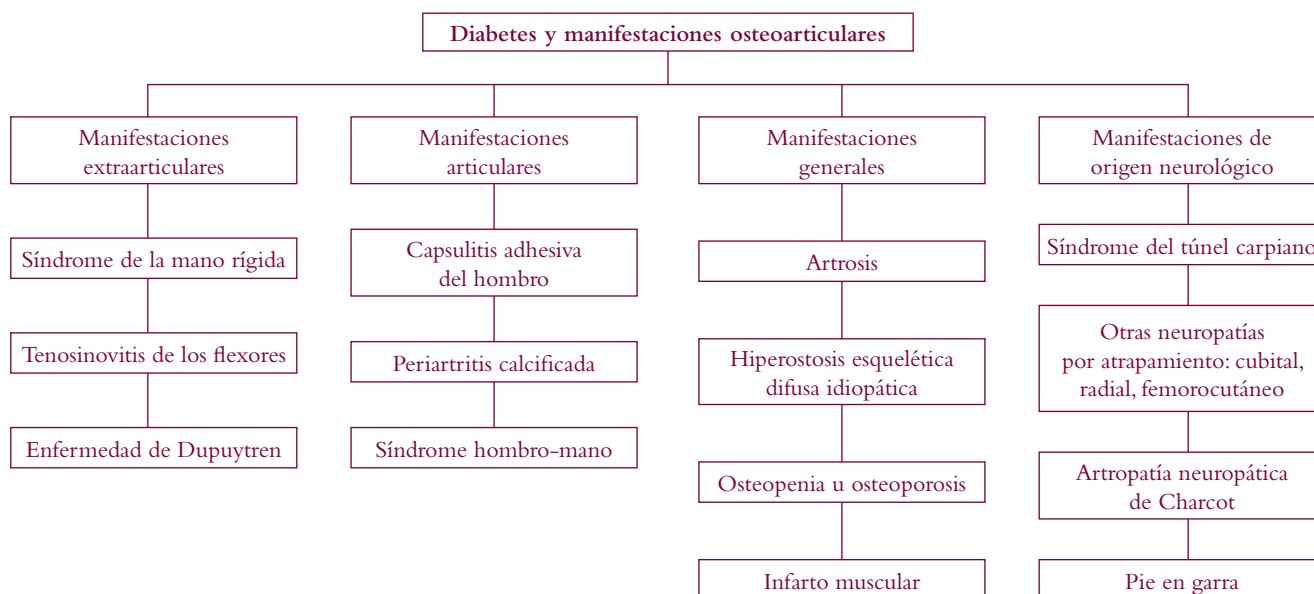 Diabetes y manifestaciones osteoarticulares
Manifestaciones
extraarticulares
Síndrome de la mano rígida
Tenosinovitis de los flexores
Enfermedad de Dupuytren
Manifestaciones
articulares
Capsulitis adhesiva
del hombro
Periartritis calcificada
Síndrome hombro-mano
Manifestaciones
generales
Artrosis
Hiperostosis esquelética
difusa idiopática
Osteopenia u osteoporosis
Infarto muscular
Manifestaciones de
origen neurológico
Síndrome del túnel carpiano
Otras neuropatías
por atrapamiento: cubital,
radial, femorocutáneo
Artropatía neuropática
de Charcot
Pie en garra